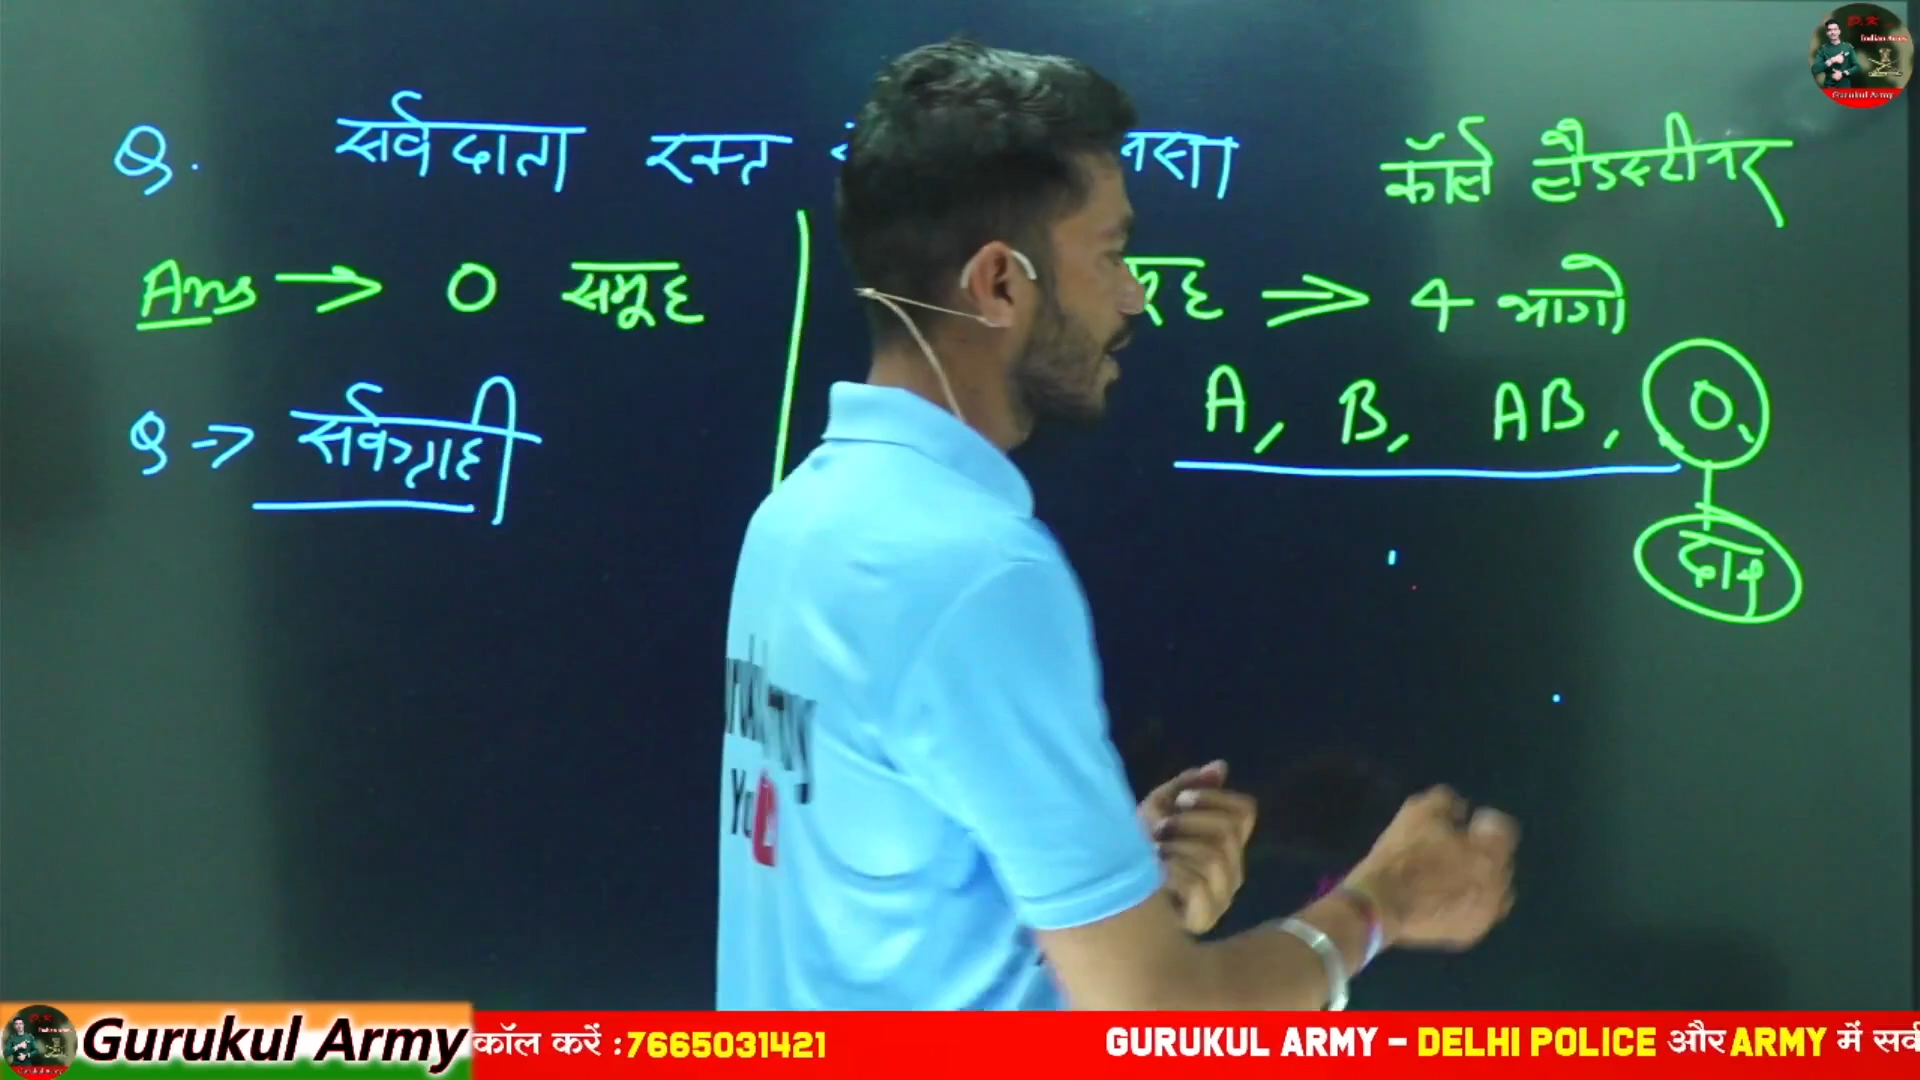 Q. सर्वदाता रक्त
कॉर्ल लैंडस्टीनर
Ans → O समूह
⇒ 4 भागो
A, B, AB, O
Q → सर्वग्राही
दाता
Gurukul Army
कॉल करें :7665031421
GURUKUL ARMY - DELHI POLICE और ARMY में सर्व